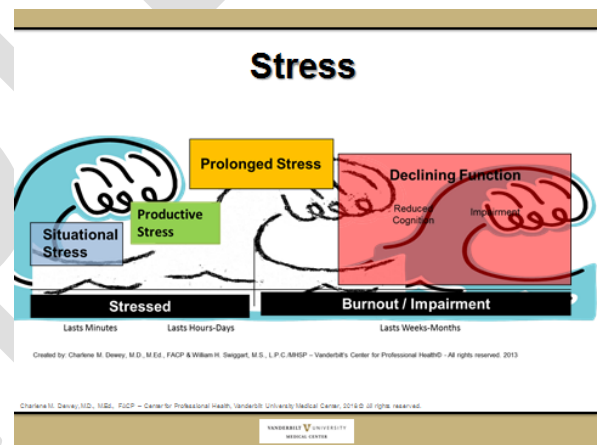 Stress
Prolonged Stress
Declining Function
Productive
Stress
Reduced
Cognition
Impairment
Situational
Stress
Stressed
Burnout / Impairment
Lasts Minutes
Lasts Hours-Days
Lasts Weeks-Months
Created by: Charlene M. Dewey, M.D., M.Ed., FACP & William H. Swiggart, M.S., L.P.C./MHSP – Vanderbilt's Center for Professional Health© - All rights reserved. 2013
Charlene M. Dewey, M.D., MEd., FACP – Center for Professional Health, Vanderbilt University Medical Center, 2016 © All rights reserved.
VANDERBILT UNIVERSITY
MEDICAL CENTER